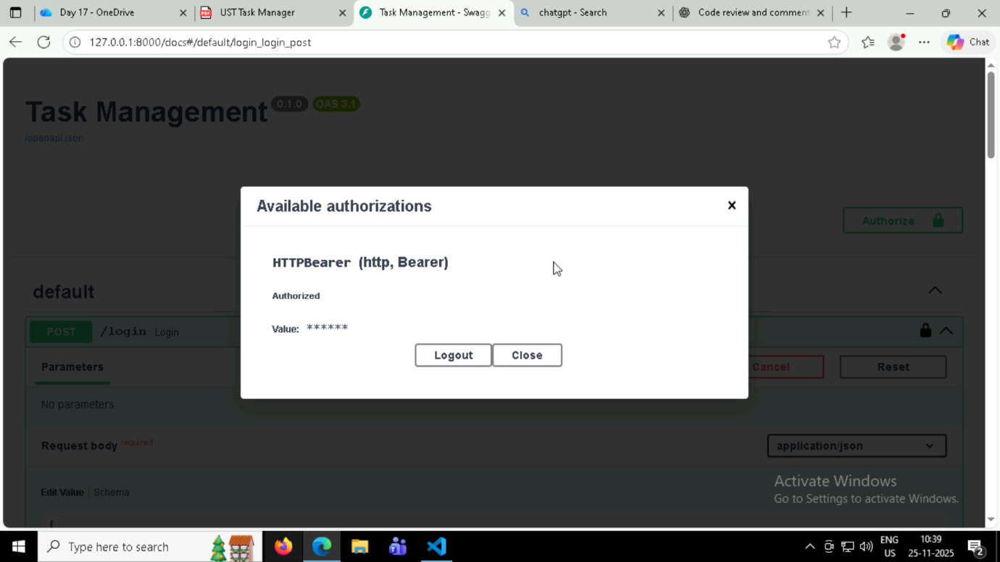 Day 17 - OneDrive
UST Task Manager
Task Management - Swagg
chatgpt - Search
Code review and comment
127.0.0.1:8000/docs#/default/login_login_post
Chat
Task Management 0.1.0 OAS 3.1
/openapi.json
Available authorizations
Authorize
HTTPBearer (http, Bearer)
default
Authorized
POST /login Login
Value: ******
Logout Close
Parameters
Cancel Reset
No parameters
Request body required
application/json
Edit Value | Schema
{
Activate Windows
Go to Settings to activate Windows.
Type here to search
ENG
US
10:39
25-11-2025
2